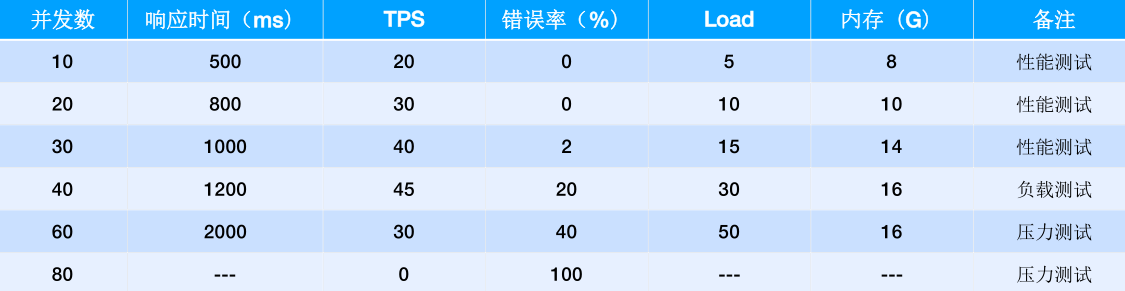 并发数 响应时间（ms） TPS 错误率（%） Load 内存（G） 备注
10 500 20 0 5 8 性能测试
20 800 30 0 10 10 性能测试
30 1000 40 2 15 14 性能测试
40 1200 45 20 30 16 负载测试
60 2000 30 40 50 16 压力测试
80 --- 0 100 --- --- 压力测试